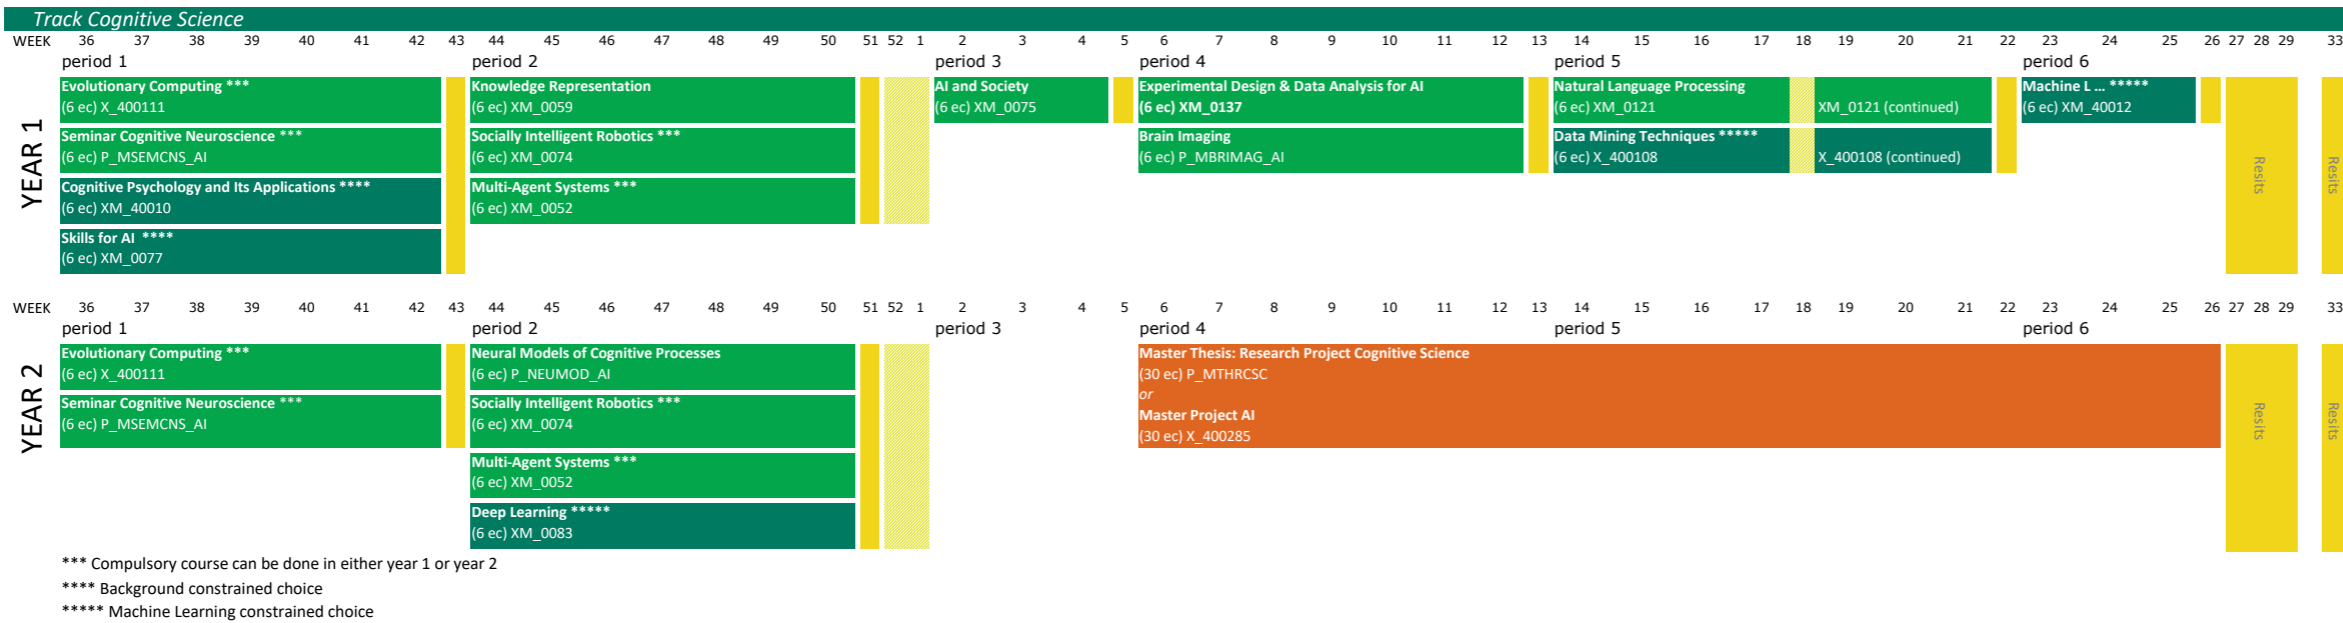 Track Cognitive Science
WEEK 36 37 38 39 40 41 42 43 44 45 46 47 48 49 50 51 52 1 2 3 4 5 6 7 8 9 10 11 12 13 14 15 16 17 18 19 20 21 22 23 24 25 26 27 28 29 33
period 1 period 2 period 3 period 4 period 5 period 6
YEAR 1
Evolutionary Computing ***
(6 ec) X_400111
Seminar Cognitive Neuroscience ***
(6 ec) P_MSEMCNS_AI
Cognitive Psychology and Its Applications ****
(6 ec) XM_40010
Skills for AI ****
(6 ec) XM_0077
Knowledge Representation
(6 ec) XM_0059
Socially Intelligent Robotics ***
(6 ec) XM_0074
Multi-Agent Systems ***
(6 ec) XM_0052
AI and Society
(6 ec) XM_0075
Experimental Design & Data Analysis for AI
(6 ec) XM_0137
Brain Imaging
(6 ec) P_MBRIMAG_AI
Natural Language Processing
(6 ec) XM_0121 XM_0121 (continued)
Data Mining Techniques *****
(6 ec) X_400108 X_400108 (continued)
Machine L ... *****
(6 ec) XM_40012
Resits
Resits
WEEK 36 37 38 39 40 41 42 43 44 45 46 47 48 49 50 51 52 1 2 3 4 5 6 7 8 9 10 11 12 13 14 15 16 17 18 19 20 21 22 23 24 25 26 27 28 29 33
period 1 period 2 period 3 period 4 period 5 period 6
YEAR 2
Evolutionary Computing ***
(6 ec) X_400111
Seminar Cognitive Neuroscience ***
(6 ec) P_MSEMCNS_AI
Neural Models of Cognitive Processes
(6 ec) P_NEUMOD_AI
Socially Intelligent Robotics ***
(6 ec) XM_0074
Multi-Agent Systems ***
(6 ec) XM_0052
Deep Learning *****
(6 ec) XM_0083
Master Thesis: Research Project Cognitive Science
(30 ec) P_MTHRCSC
or
Master Project AI
(30 ec) X_400285
Resits
Resits
*** Compulsory course can be done in either year 1 or year 2
**** Background constrained choice
***** Machine Learning constrained choice